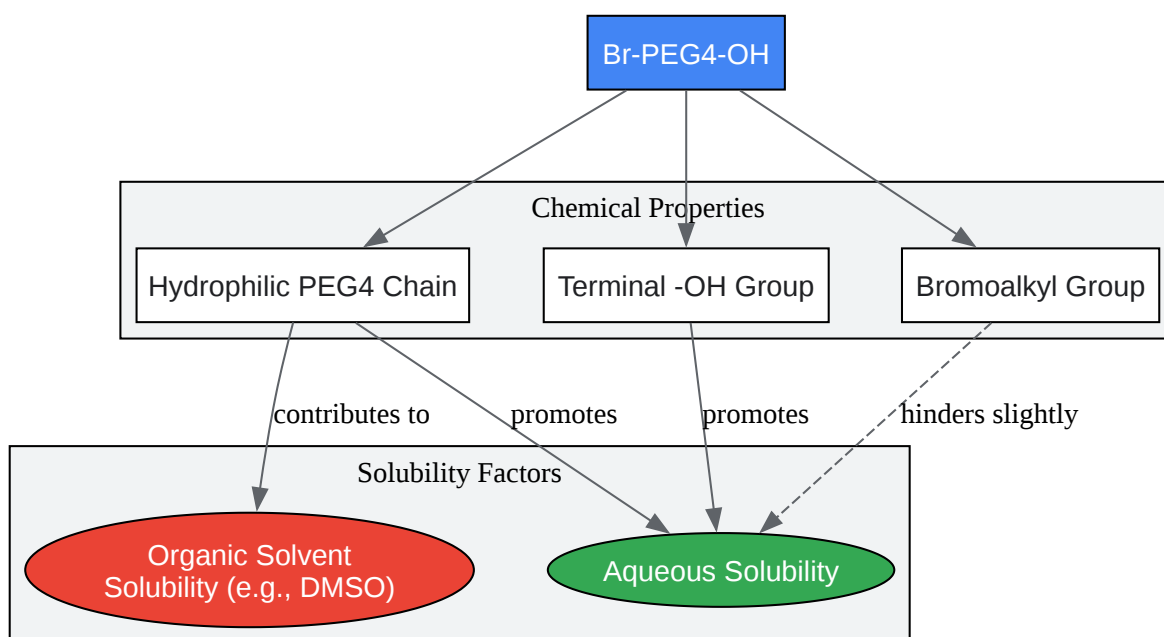 Br-PEG4-OH
Chemical Properties
Hydrophilic PEG4 Chain
Terminal -OH Group
Bromoalkyl Group
contributes to
promotes
promotes
hinders slightly
Solubility Factors
Organic Solvent
Solubility (e.g., DMSO)
Aqueous Solubility